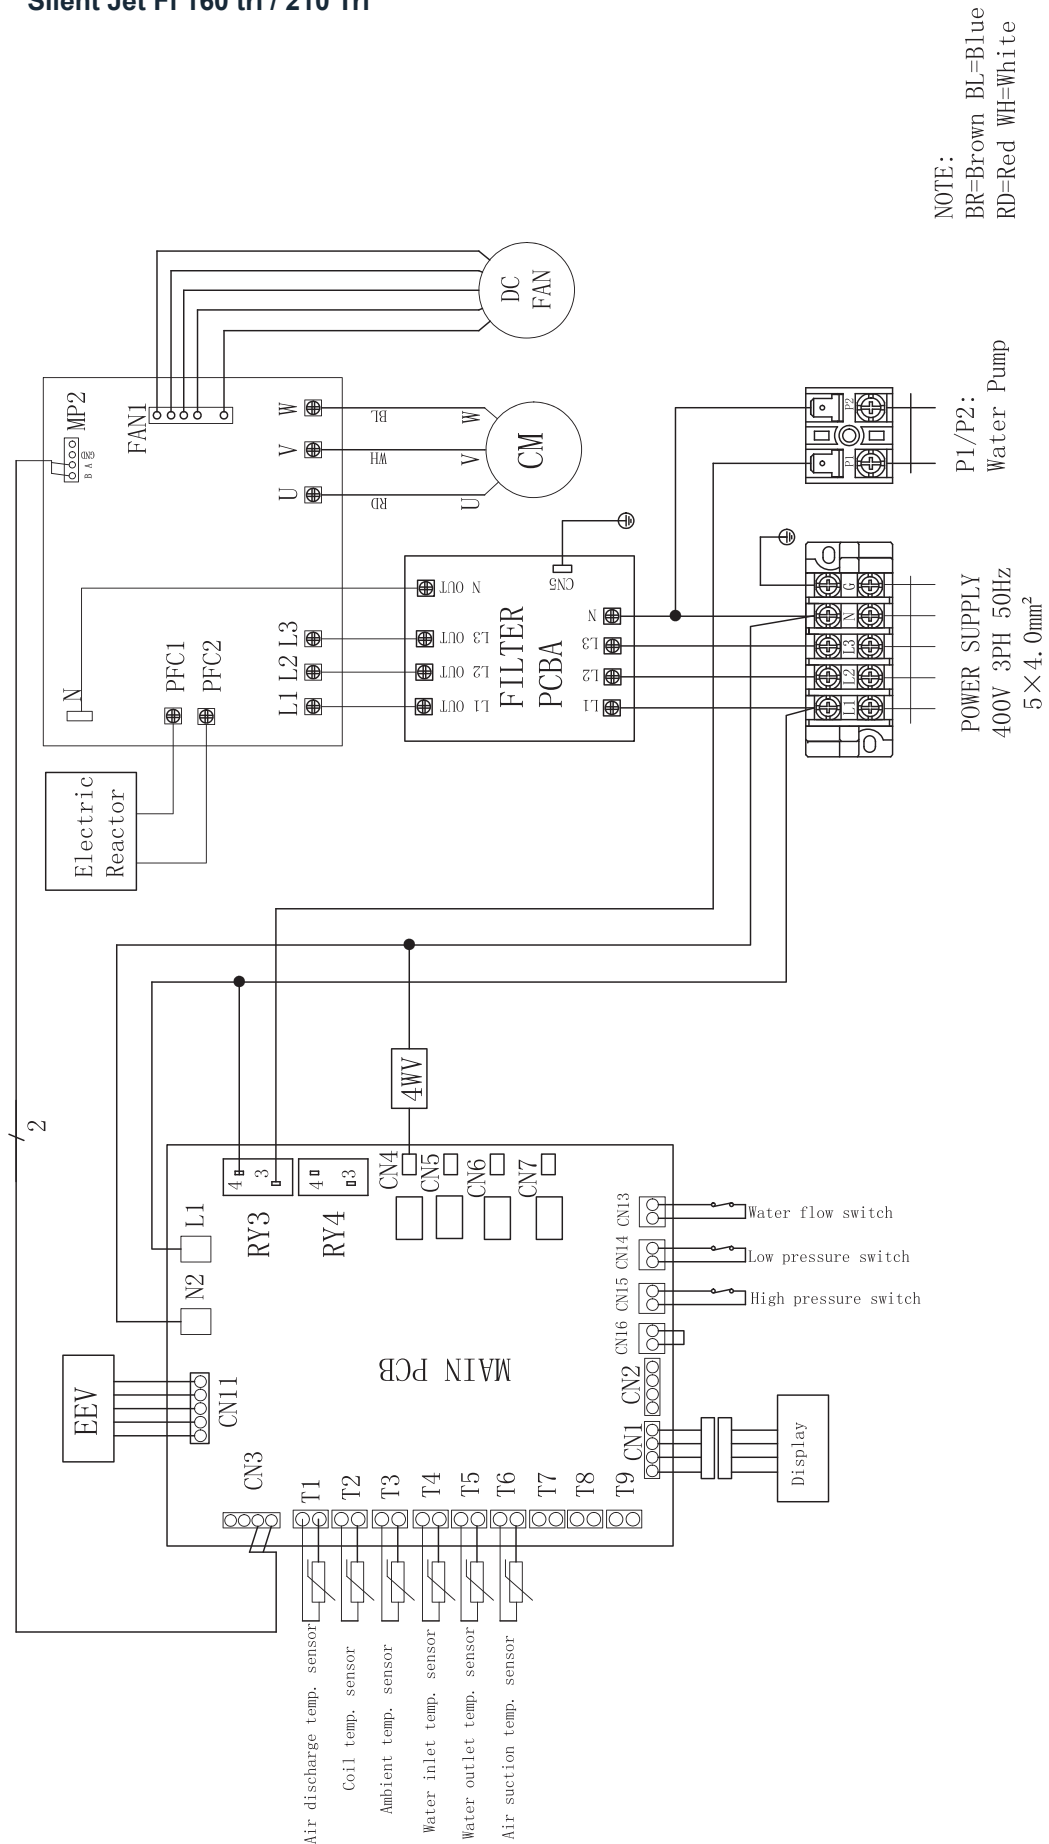 Silent Jet FI 160 tri / 210 Tri
NOTE:
BR=Brown BL=Blue
RD=Red WH=White
MP2
GND
A
B
FAN1
DC
FAN
W
V
U
BL
WH
RD
W
V
U
CM
N
PFC1
PFC2
L3
L2
L1
N OUT
L3 OUT
L2 OUT
L1 OUT
FILTER
PCBA
CN5
N
L3
L2
L1
P2
P1
P1/P2:
Water Pump
G
N
L3
L2
L1
POWER SUPPLY
400V 3PH 50Hz
5×4.0mm²
Electric
Reactor
2
4WV
L1
N2
4
3
RY3
4
3
RY4
CN4
CN5
CN6
CN7
CN13
Water flow switch
CN14
Low pressure switch
CN15
High pressure switch
CN16
CN2
CN1
Display
MAIN PCB
EEV
CN11
CN3
T1
T2
T3
T4
T5
T6
T7
T8
T9
Air discharge temp. sensor
Coil temp. sensor
Ambient temp. sensor
Water inlet temp. sensor
Water outlet temp. sensor
Air suction temp. sensor